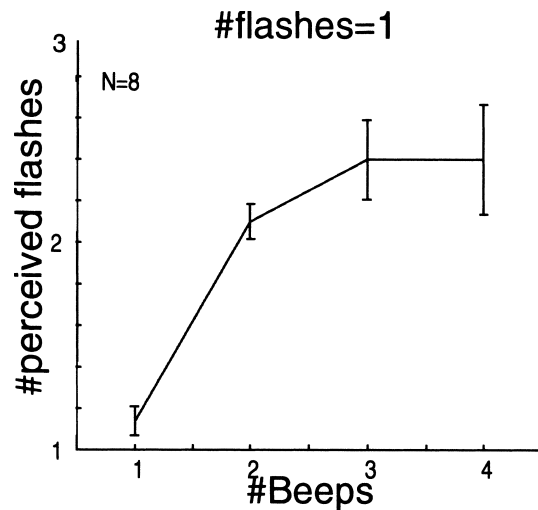 #flashes=1
3
N=8
#perceived flashes
2
1
1 2 3 4
#Beeps